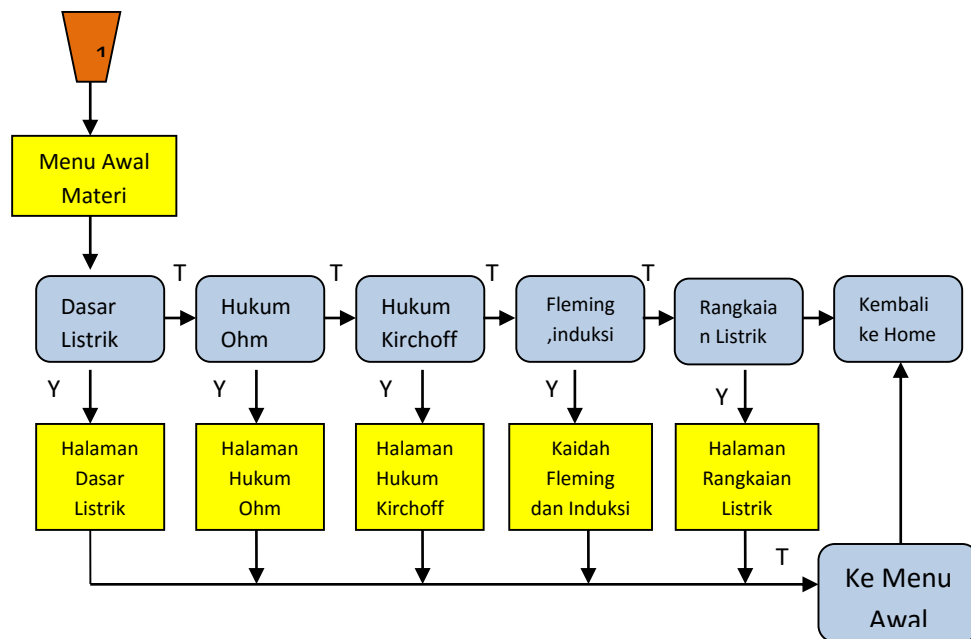 1
Menu Awal
Materi
T
T
T
T
Dasar
Listrik
Hukum
Ohm
Hukum
Kirchoff
Fleming
,induksi
Rangkaia
n Listrik
Kembali
ke Home
Y
Y
Y
Y
Y
Halaman
Dasar
Listrik
Halaman
Hukum
Ohm
Halaman
Hukum
Kirchoff
Kaidah
Fleming
dan Induksi
Halaman
Rangkaian
Listrik
T
Ke Menu
Awal